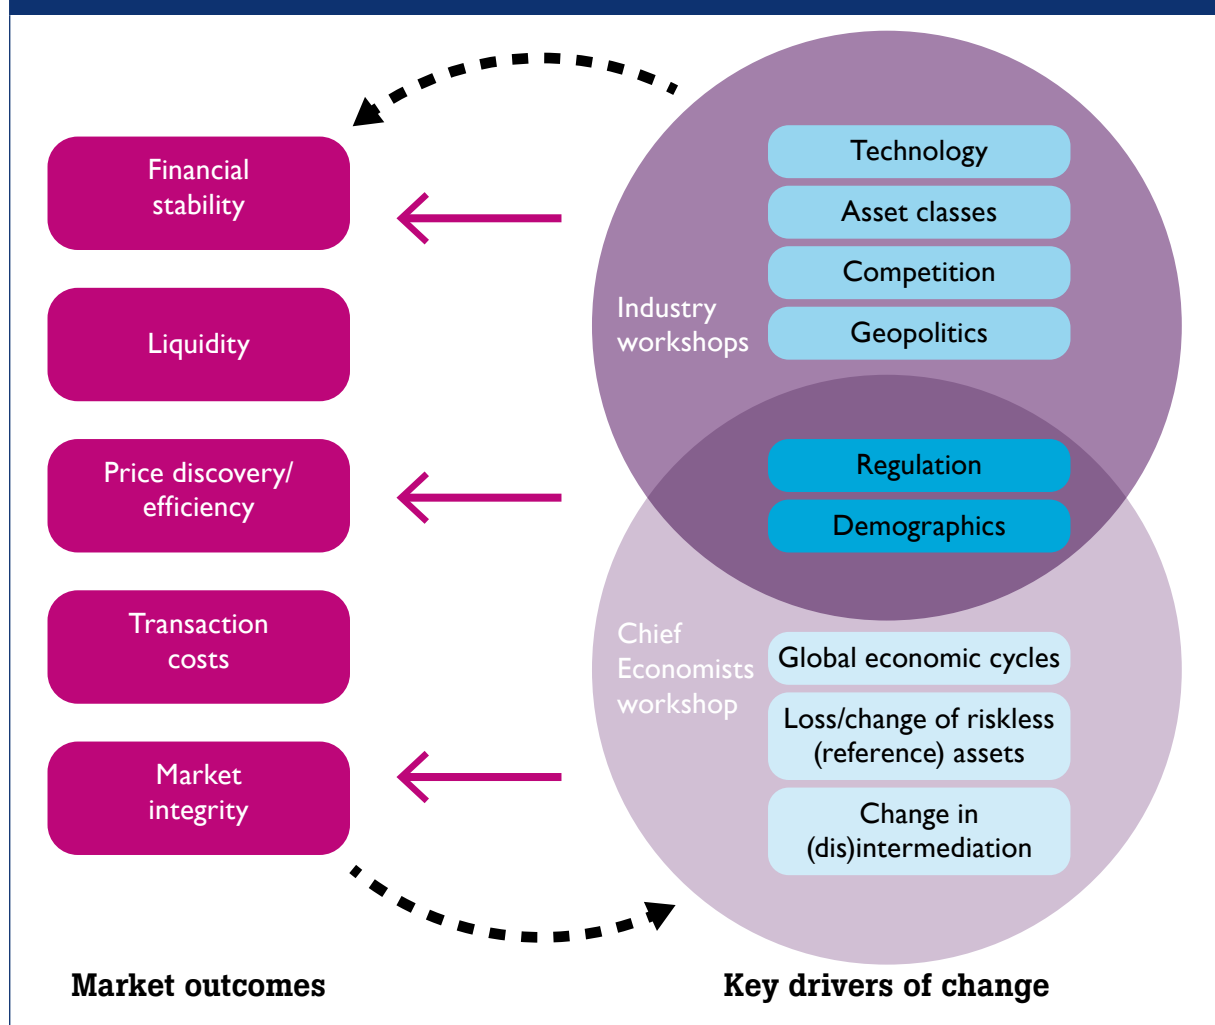 Financial
stability
Liquidity
Price discovery/
efficiency
Transaction
costs
Market
integrity
Market outcomes
Industry
workshops
Technology
Asset classes
Competition
Geopolitics
Regulation
Demographics
Chief
Economists
workshop
Global economic cycles
Loss/change of riskless
(reference) assets
Change in
(dis)intermediation
Key drivers of change